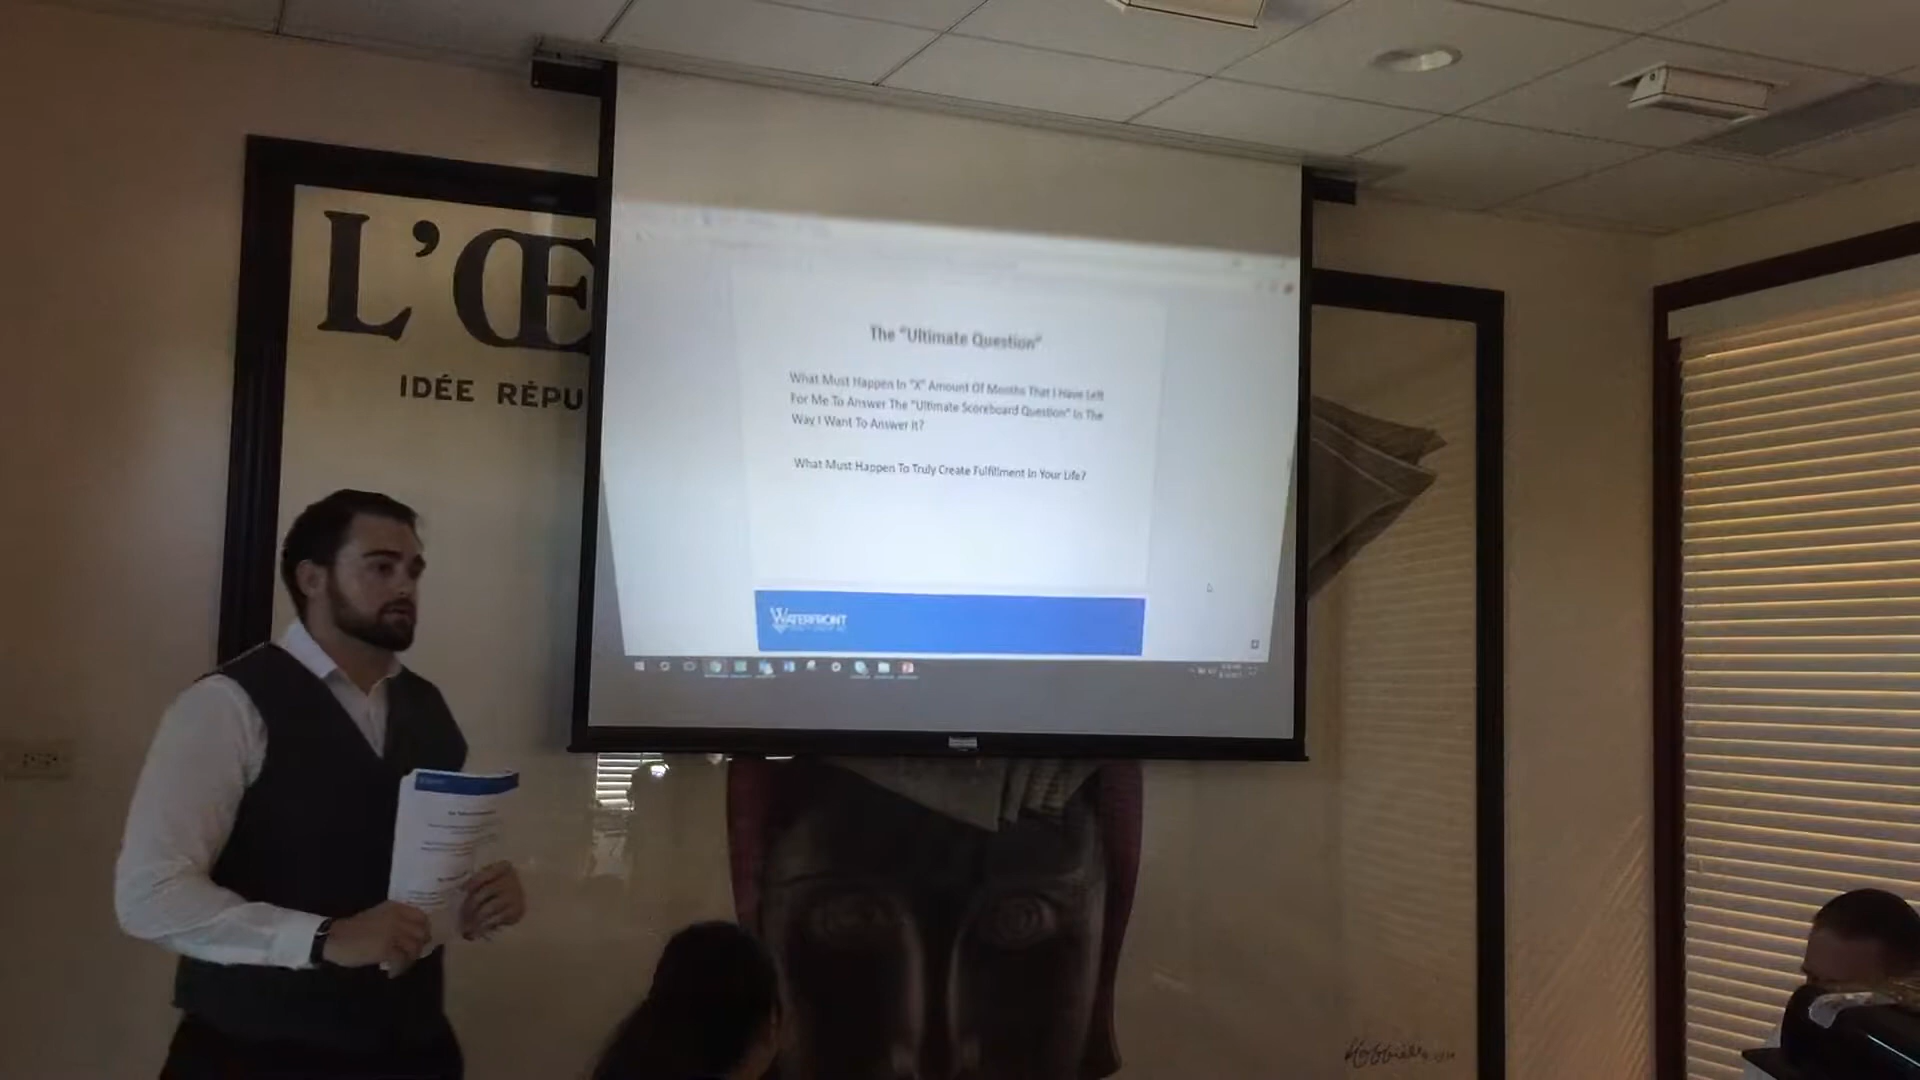 L'Œ
IDÉE RÉPU
The "Ultimate Question"
What Must Happen In "X" Amount Of Months That I Have Left
For Me To Answer The "Ultimate Scoreboard Question" In The
Way I Want To Answer It?
What Must Happen To Truly Create Fulfillment In Your Life?
WATERFRONT